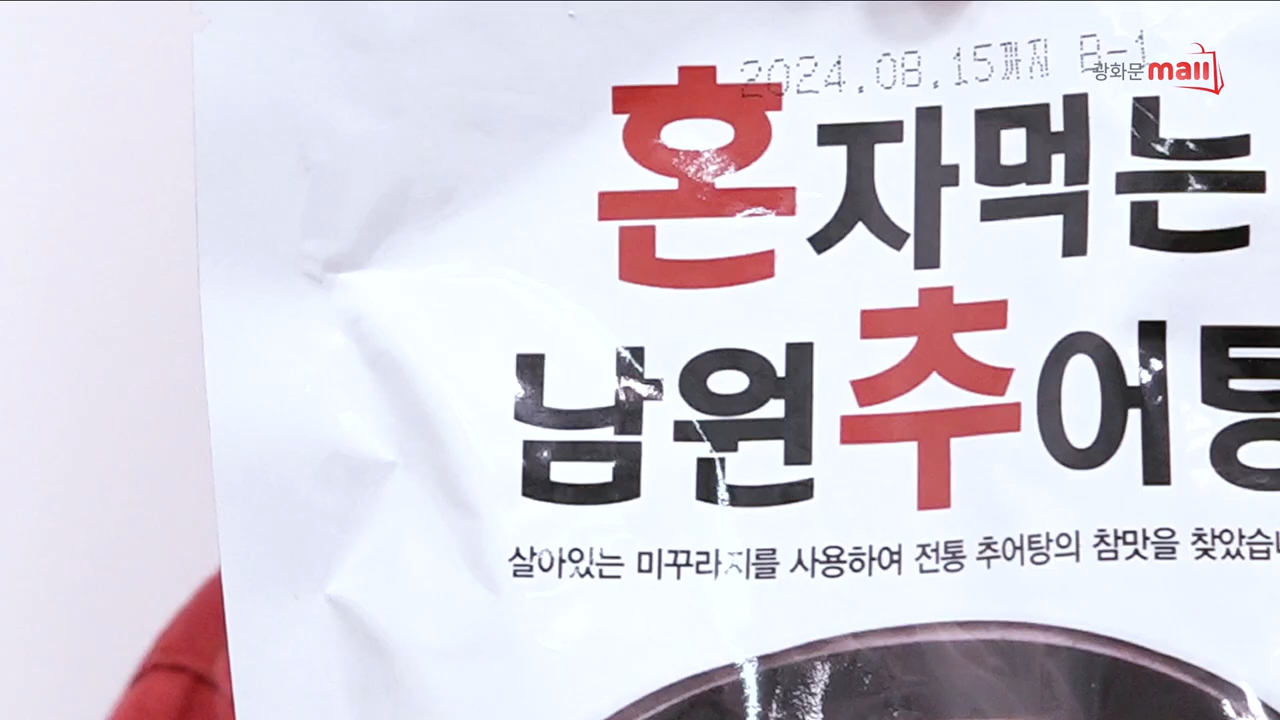 2024.08.15까지 B-1
광화문mall
혼자먹는
남원추어탕
살아있는 미꾸라지를 사용하여 전통 추어탕의 참맛을 찾았습니